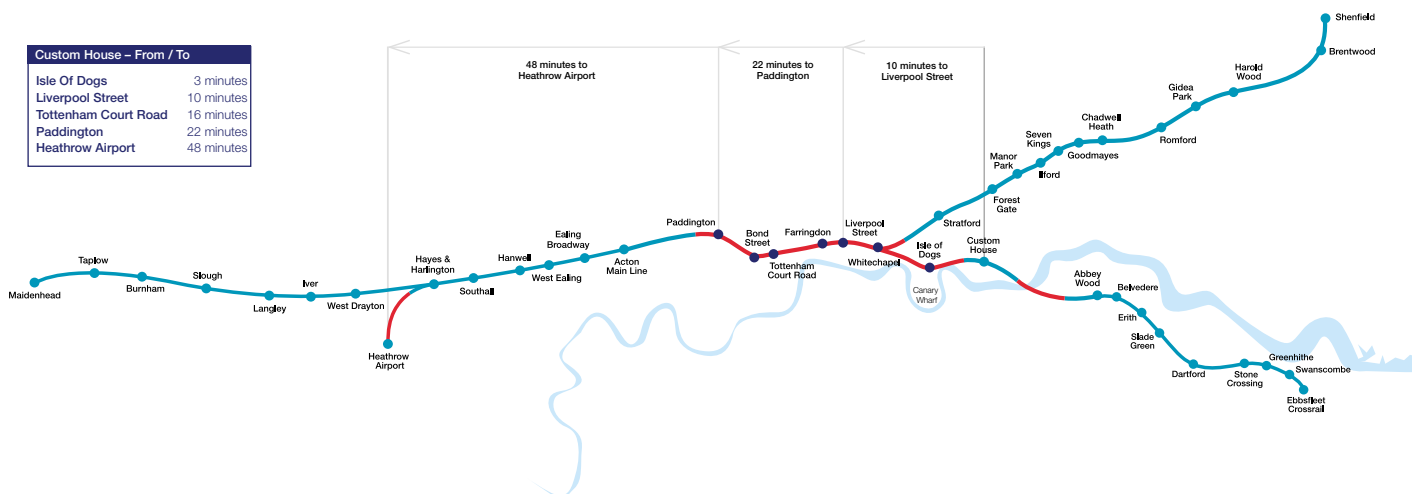 Custom House – From / To
Isle Of Dogs 3 minutes
Liverpool Street 10 minutes
Tottenham Court Road 16 minutes
Paddington 22 minutes
Heathrow Airport 48 minutes
48 minutes to
Heathrow Airport
22 minutes to
Paddington
10 minutes to
Liverpool Street
Shenfield
Brentwood
Harold
Wood
Gidea
Park
Romford
Chadwell
Heath
Goodmayes
Seven
Kings
Ilford
Manor
Park
Forest
Gate
Stratford
Maidenhead
Taplow
Burnham
Slough
Langley
Iver
West Drayton
Hayes &
Harlington
Heathrow
Airport
Southall
Hanwell
West Ealing
Ealing
Broadway
Acton
Main Line
Paddington
Bond
Street
Tottenham
Court Road
Farringdon
Liverpool
Street
Whitechapel
Isle of
Dogs
Canary
Wharf
Custom
House
Abbey
Wood
Belvedere
Erith
Slade
Green
Dartford
Stone
Crossing
Greenhithe
Swanscombe
Ebbsfleet
Crossrail